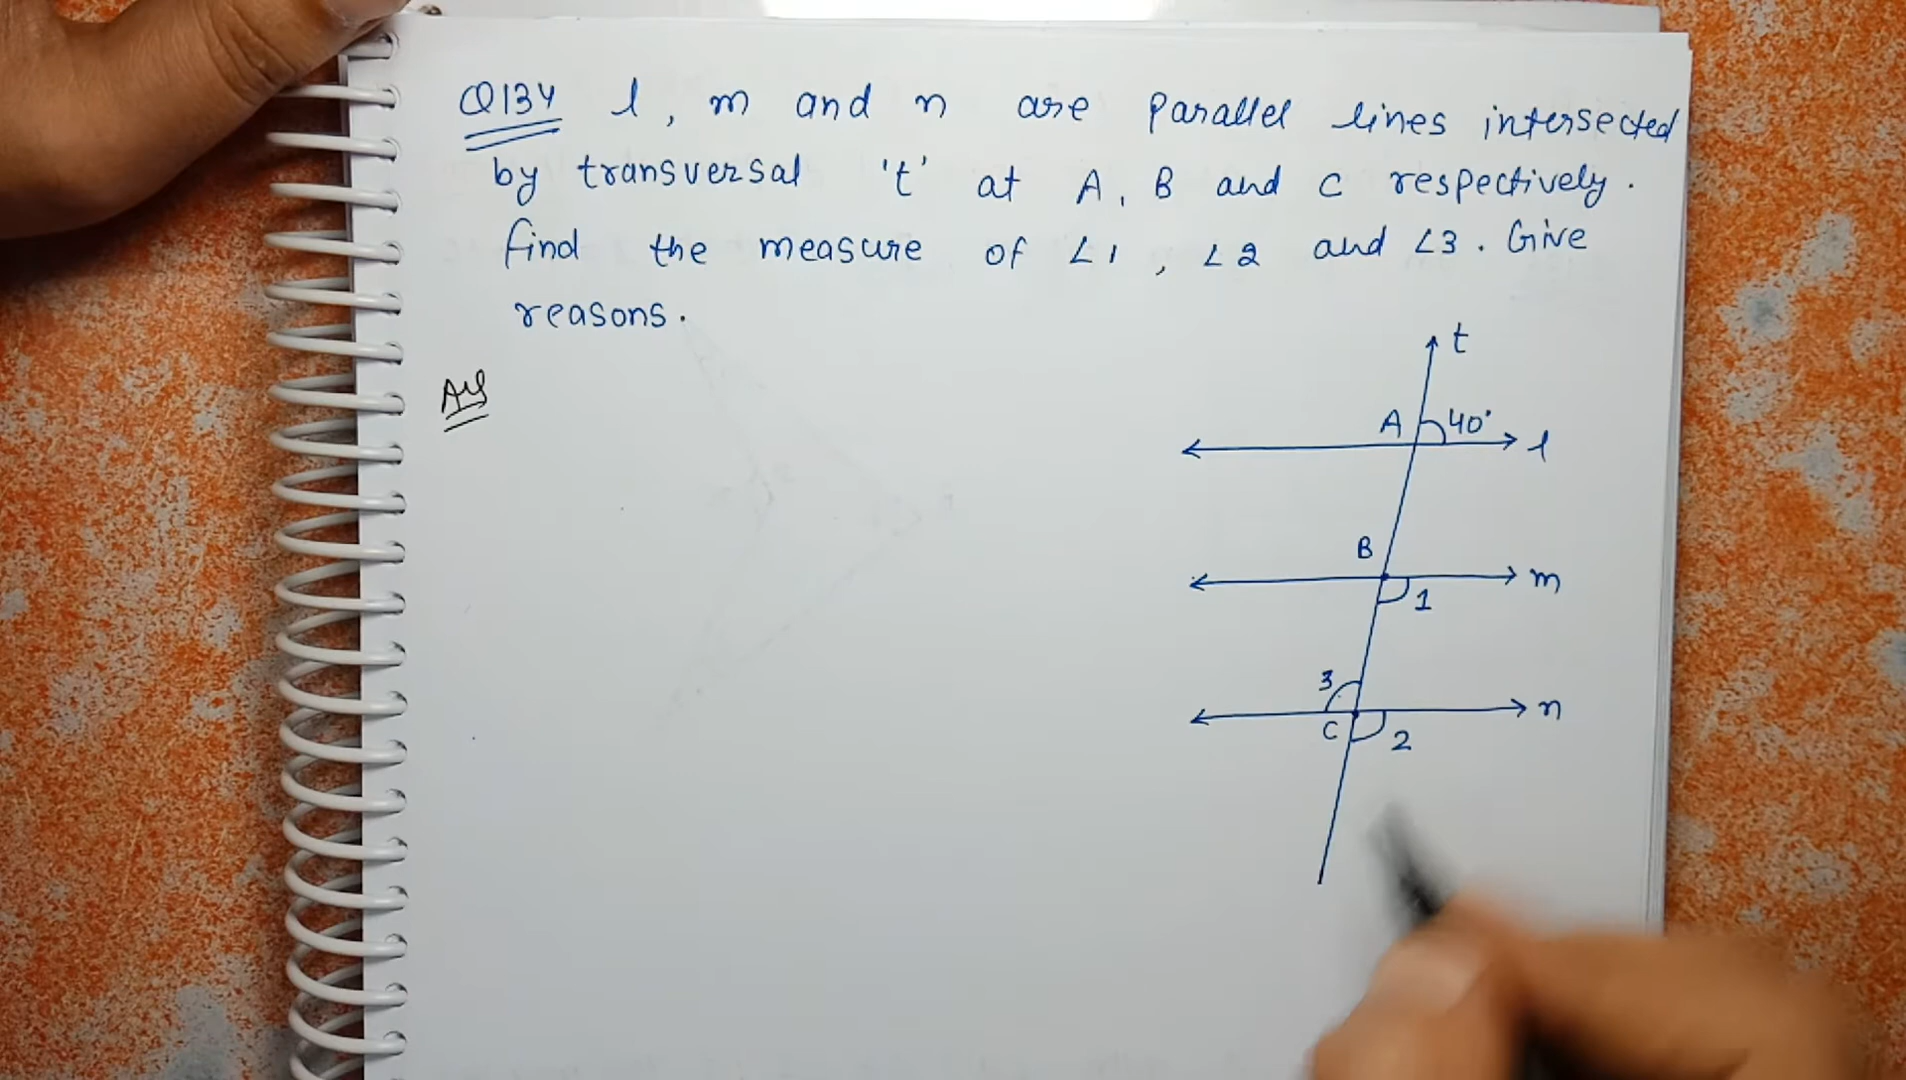 Q134 l, m and n are parallel lines intersected
by transversal 't' at A, B and C respectively.
find the measure of ∠1, ∠2 and ∠3. Give
reasons.
Ans
t
A 40°
l
B
m
1
3
n
C
2